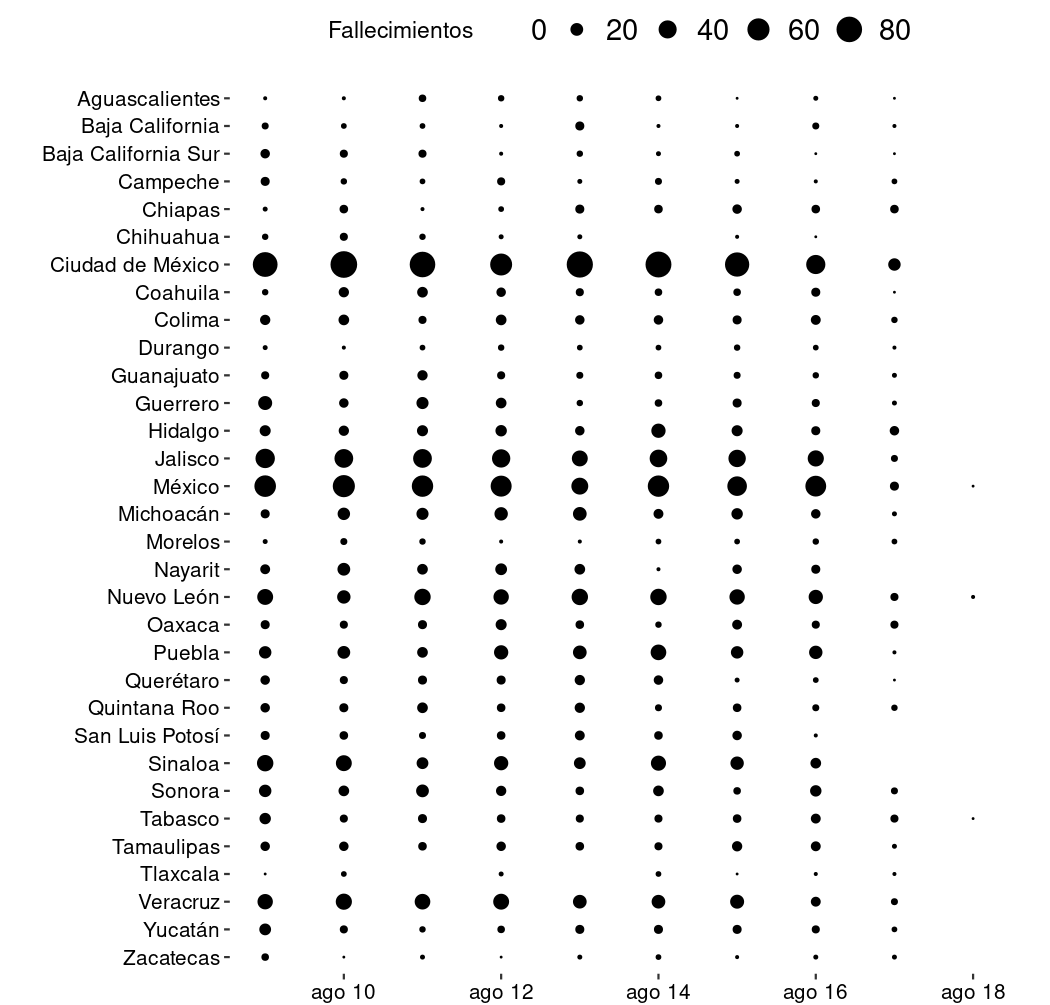 Fallecimientos 0 20 40 60 80
Aguascalientes
Baja California
Baja California Sur
Campeche
Chiapas
Chihuahua
Ciudad de México
Coahuila
Colima
Durango
Guanajuato
Guerrero
Hidalgo
Jalisco
México
Michoacán
Morelos
Nayarit
Nuevo León
Oaxaca
Puebla
Querétaro
Quintana Roo
San Luis Potosí
Sinaloa
Sonora
Tabasco
Tamaulipas
Tlaxcala
Veracruz
Yucatán
Zacatecas
ago 10 ago 12 ago 14 ago 16 ago 18